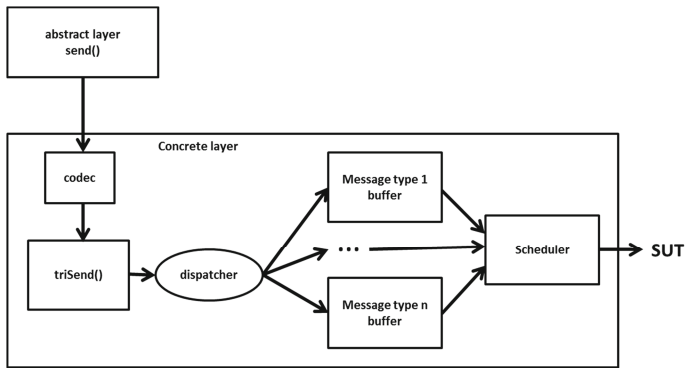 abstract layer
send()
Concrete layer
codec
triSend()
dispatcher
Message type 1
buffer
...
Message type n
buffer
Scheduler
SUT